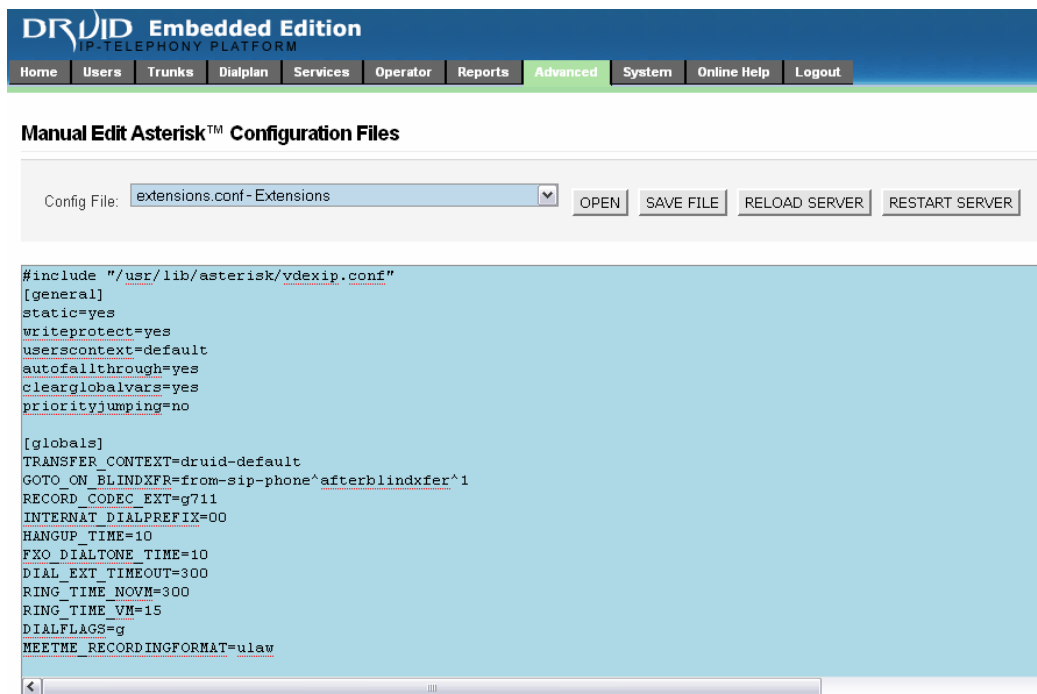 DRUID Embedded Edition
IP-TELEPHONY PLATFORM
Home Users Trunks Dialplan Services Operator Reports Advanced System Online Help Logout
Manual Edit Asterisk™ Configuration Files
Config File: extensions.conf - Extensions OPEN SAVE FILE RELOAD SERVER RESTART SERVER
#include "/usr/lib/asterisk/vdexip.conf"
[general]
static=yes
writeprotect=yes
userscontext=default
autofallthrough=yes
clearglobalvars=yes
priorityjumping=no
[globals]
TRANSFER_CONTEXT=druid-default
GOTO_ON_BLINDXFR=from-sip-phone^afterblindxfer^1
RECORD_CODEC_EXT=g711
INTERNAT_DIALPREFIX=00
HANGUP_TIME=10
FXO_DIALTONE_TIME=10
DIAL_EXT_TIMEOUT=300
RING_TIME_NOVM=300
RING_TIME_VM=15
DIALFLAGS=g
MEETME_RECORDINGFORMAT=ulaw